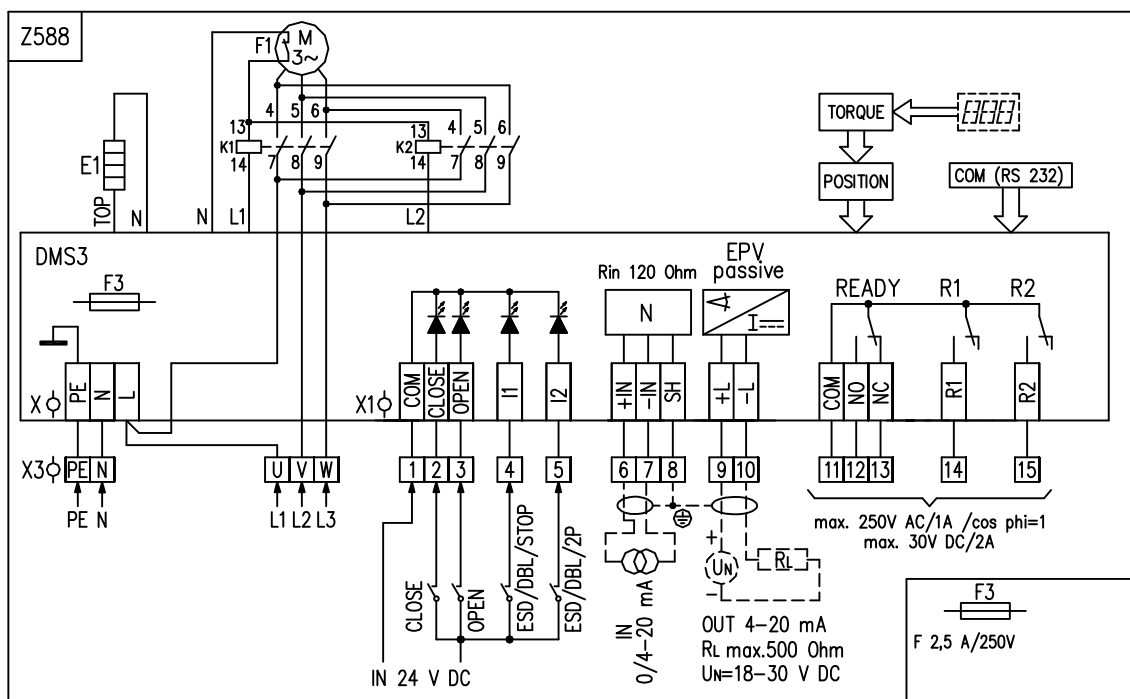 Z588
F1
M
3~
4
5
6
13
K1
14
7
8
9
13
4
5
6
K2
14
7
8
9
E1
TOP
N
N
L1
L2
TORQUE
POSITION
COM (RS 232)
DMS3
F3
Rin 120 Ohm
N
EPV
passive
I
READY
R1
R2
X
PE
N
L
X1
COM
CLOSE
OPEN
I1
I2
+IN
-IN
SH
+L
-L
COM
NO
NC
R1
R2
X3
PE
N
U
V
W
1
2
3
4
5
6
7
8
9
10
11
12
13
14
15
PE N
L1 L2 L3
max. 250V AC/1A /cos phi=1
max. 30V DC/2A
CLOSE
OPEN
ESD/DBL/STOP
ESD/DBL/2P
IN 24 V DC
IN
0/4-20 mA
+
UN
-
RL
OUT 4-20 mA
RL max.500 Ohm
UN=18-30 V DC
F3
F 2,5 A/250V